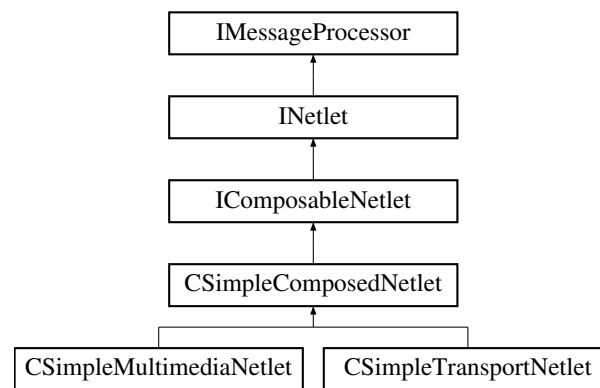 IMessageProcessor
INetlet
IComposableNetlet
CSimpleComposedNetlet
CSimpleMultimediaNetlet
CSimpleTransportNetlet